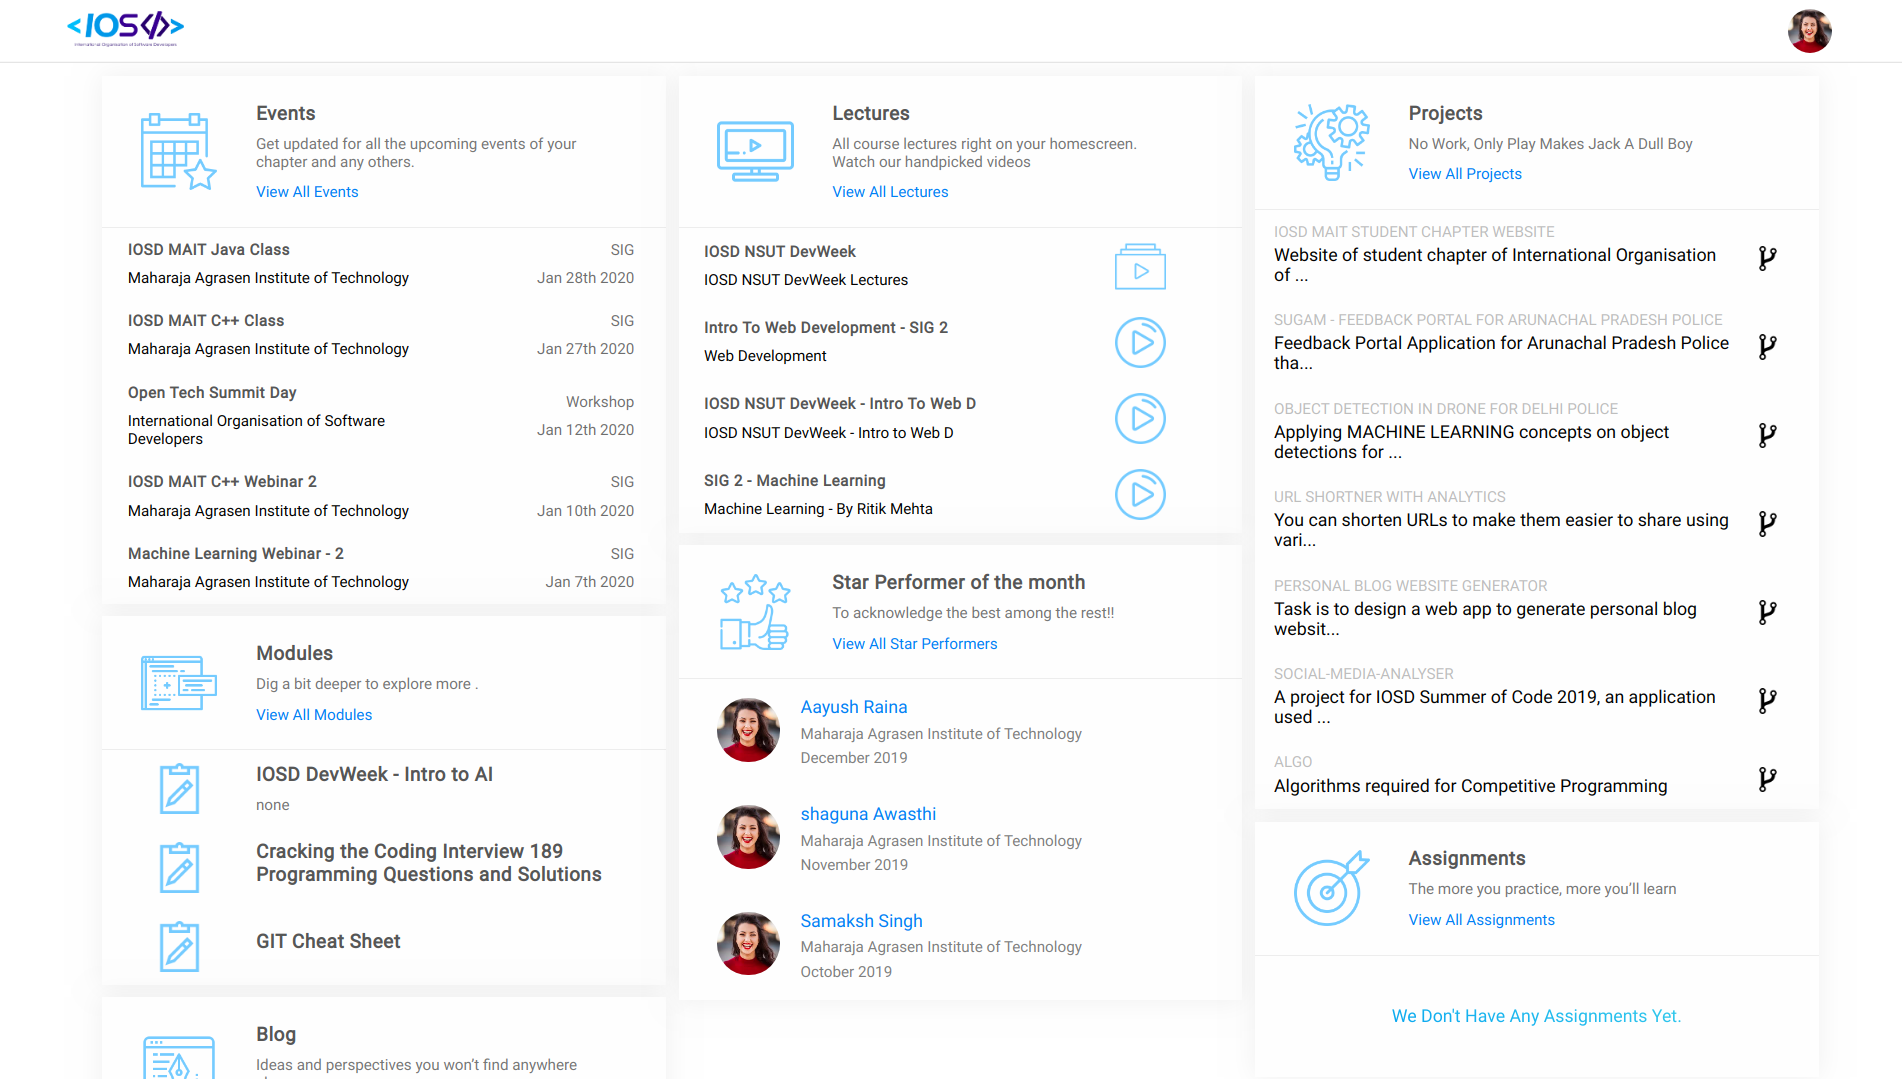 <IOS</>>
International Organisation of Software Developers
Events
Get updated for all the upcoming events of your
chapter and any others.
View All Events
IOSD MAIT Java Class
SIG
Maharaja Agrasen Institute of Technology
Jan 28th 2020
IOSD MAIT C++ Class
SIG
Maharaja Agrasen Institute of Technology
Jan 27th 2020
Open Tech Summit Day
Workshop
International Organisation of Software
Developers
Jan 12th 2020
IOSD MAIT C++ Webinar 2
SIG
Maharaja Agrasen Institute of Technology
Jan 10th 2020
Machine Learning Webinar - 2
SIG
Maharaja Agrasen Institute of Technology
Jan 7th 2020
Modules
Dig a bit deeper to explore more .
View All Modules
IOSD DevWeek - Intro to AI
none
Cracking the Coding Interview 189
Programming Questions and Solutions
GIT Cheat Sheet
Blog
Ideas and perspectives you won't find anywhere
Lectures
All course lectures right on your homescreen.
Watch our handpicked videos
View All Lectures
IOSD NSUT DevWeek
IOSD NSUT DevWeek Lectures
Intro To Web Development - SIG 2
Web Development
IOSD NSUT DevWeek - Intro To Web D
IOSD NSUT DevWeek - Intro to Web D
SIG 2 - Machine Learning
Machine Learning - By Ritik Mehta
Star Performer of the month
To acknowledge the best among the rest!!
View All Star Performers
Aayush Raina
Maharaja Agrasen Institute of Technology
December 2019
shaguna Awasthi
Maharaja Agrasen Institute of Technology
November 2019
Samaksh Singh
Maharaja Agrasen Institute of Technology
October 2019
Projects
No Work, Only Play Makes Jack A Dull Boy
View All Projects
IOSD MAIT STUDENT CHAPTER WEBSITE
Website of student chapter of International Organisation
of ...
SUGAM - FEEDBACK PORTAL FOR ARUNACHAL PRADESH POLICE
Feedback Portal Application for Arunachal Pradesh Police
tha...
OBJECT DETECTION IN DRONE FOR DELHI POLICE
Applying MACHINE LEARNING concepts on object
detections for ...
URL SHORTNER WITH ANALYTICS
You can shorten URLs to make them easier to share using
vari...
PERSONAL BLOG WEBSITE GENERATOR
Task is to design a web app to generate personal blog
websit...
SOCIAL-MEDIA-ANALYSER
A project for IOSD Summer of Code 2019, an application
used ...
ALGO
Algorithms required for Competitive Programming
Assignments
The more you practice, more you'll learn
View All Assignments
We Don't Have Any Assignments Yet.